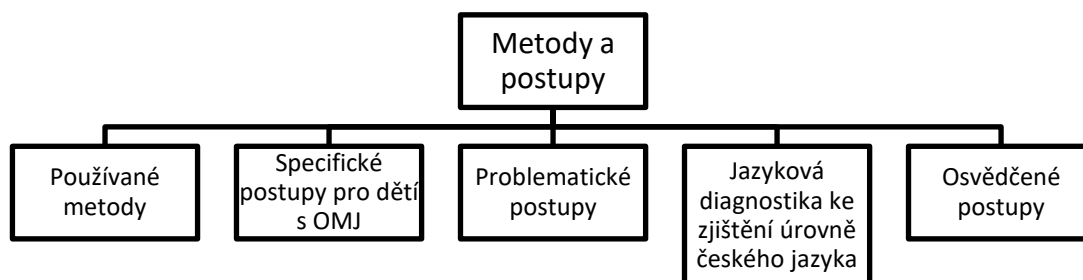 Metody a
postupy
Používané
metody
Specifické
postupy pro dětí
s OMJ
Problematické
postupy
Jazyková
diagnostika ke
zjištění úrovně
českého jazyka
Osvědčené
postupy